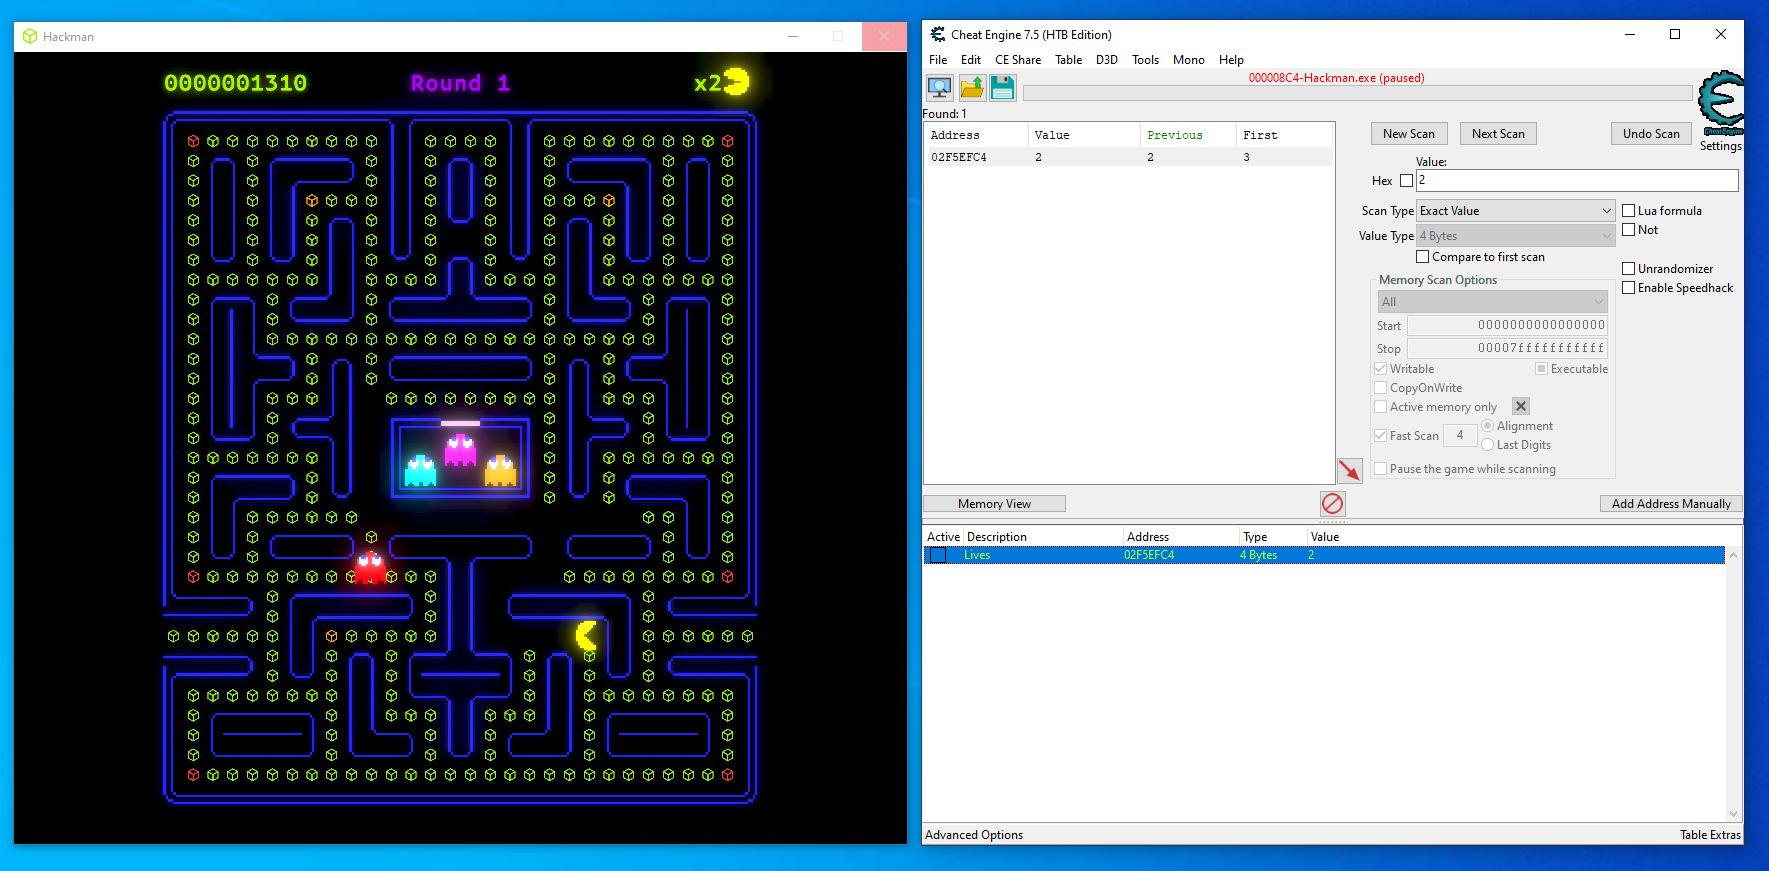 Hackman
0000001310 Round 1 x2
Cheat Engine 7.5 (HTB Edition)
File Edit CE Share Table D3D Tools Mono Help
000008C4-Hackman.exe (paused)
Found: 1
Address Value Previous First
02F5EFC4 2 2 3
New Scan Next Scan Undo Scan
Cheat Engine
Settings
Value:
Hex 2
Scan Type Exact Value
Lua formula
Value Type 4 Bytes
Not
Compare to first scan
Memory Scan Options
Unrandomizer
All
Enable Speedhack
Start 0000000000000000
Stop 00007fffffffffff
Writable Executable
CopyOnWrite
Active memory only
Fast Scan 4 Alignment
Last Digits
Pause the game while scanning
Memory View Add Address Manually
Active Description Address Type Value
Lives 02F5EFC4 4 Bytes 2
Advanced Options Table Extras